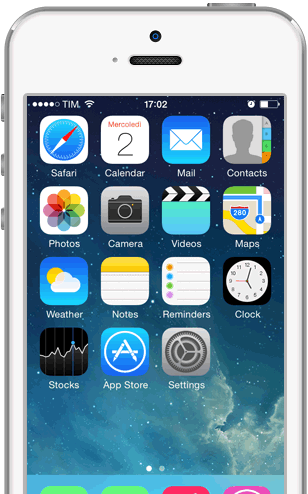 TIM 17:02
Mercoledì
2
Safari Calendar Mail Contacts
280
Photos Camera Videos Maps
Weather Notes Reminders Clock
Stocks App Store Settings